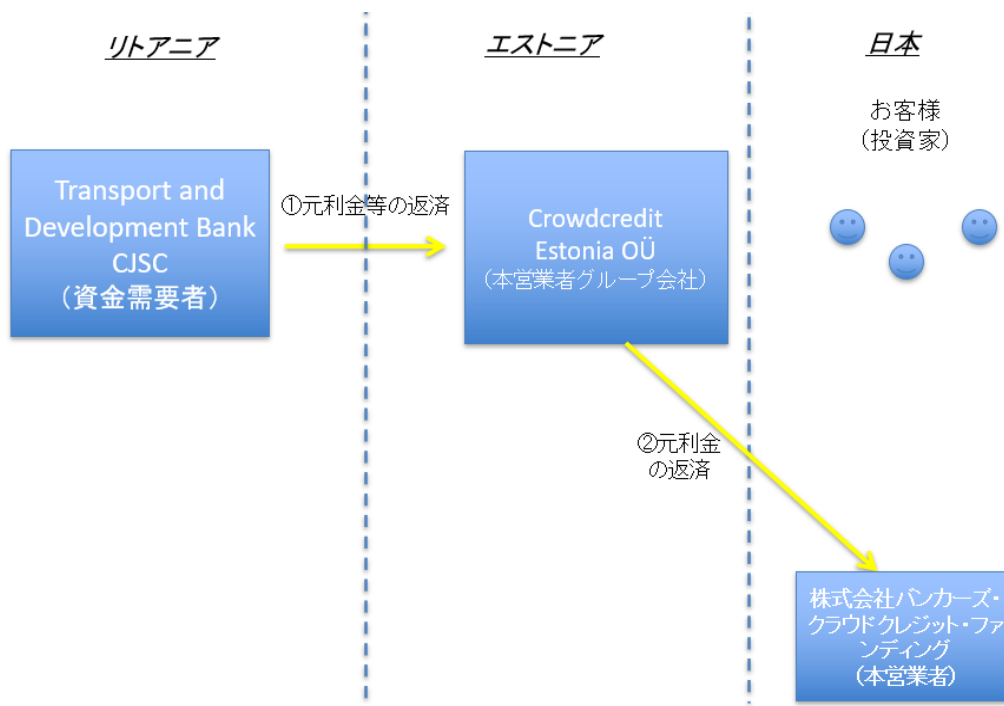 リトアニア
エストニア
日本
お客様
（投資家）
Transport and
Development Bank
CJSC
（資金需要者）
①元利金等の返済
Crowdcredit
Estonia OÜ
（本営業者グループ会社）
②元利金
の返済
株式会社バンカーズ・
クラウドクレジット・ファ
ンディング
（本営業者）